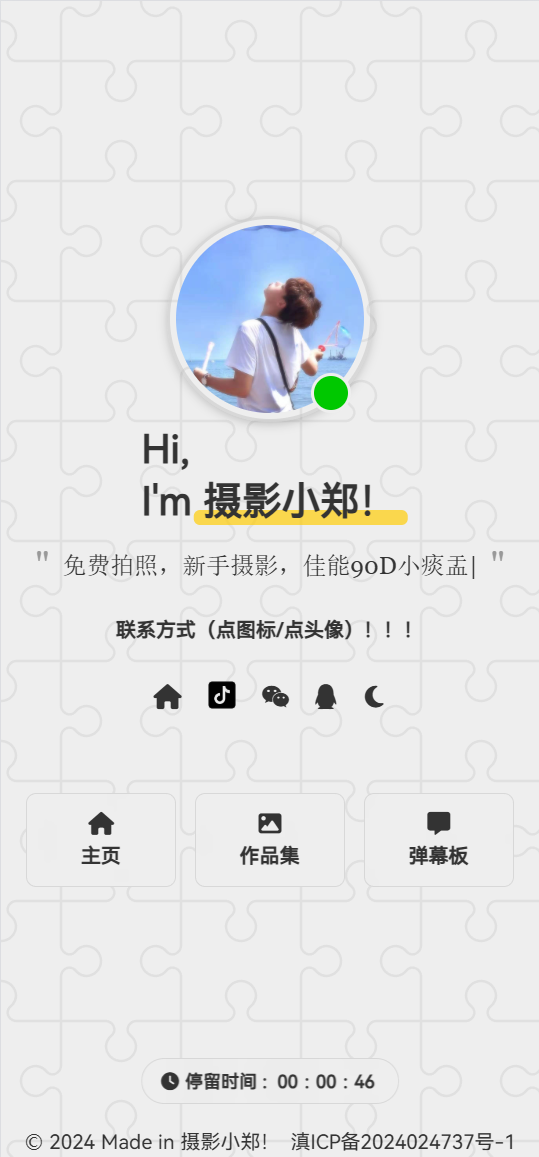 Hi,
I'm 摄影小郑！
" 免费拍照，新手摄影，佳能90D小痰盂| "
联系方式（点图标/点头像）！！！
主页 作品集 弹幕板
停留时间： 00：00：46
© 2024 Made in 摄影小郑！ 滇ICP备2024024737号-1